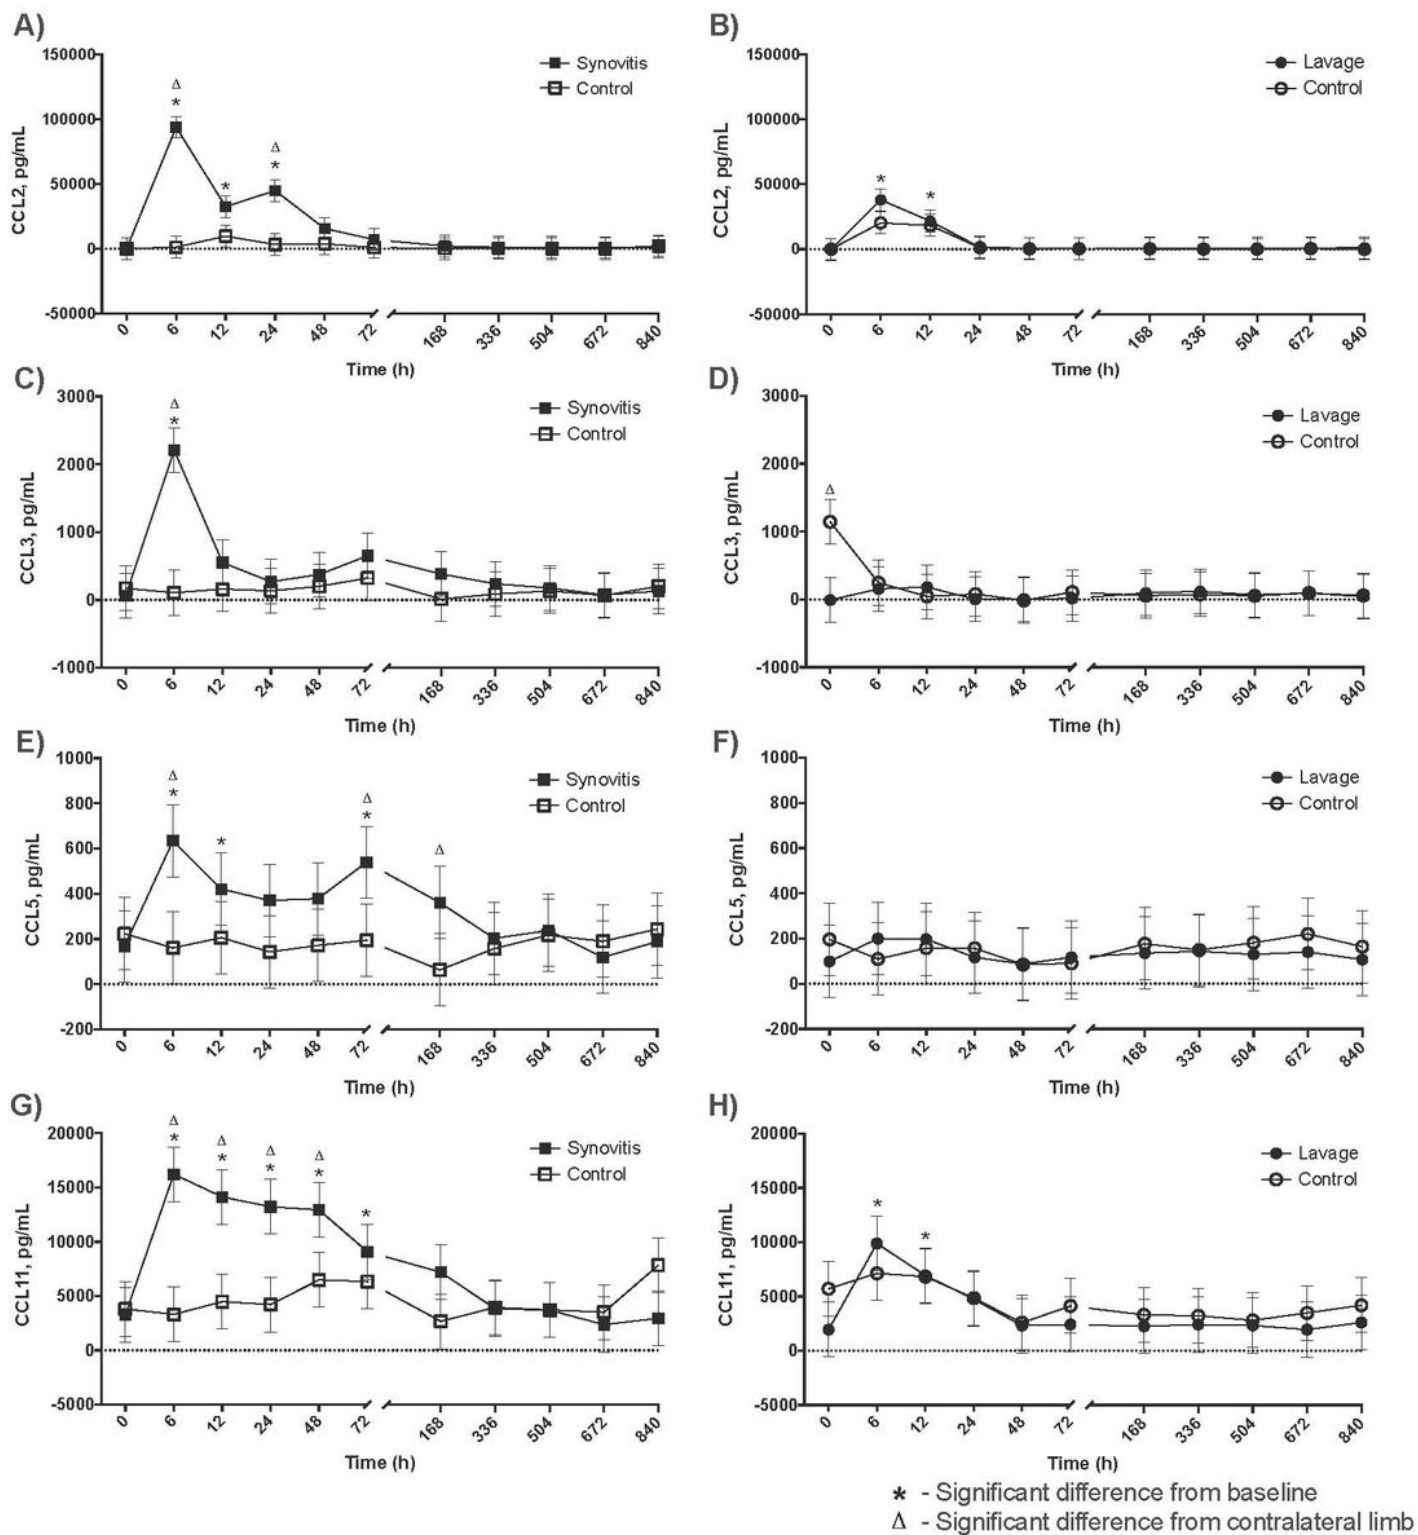 A)
150000
100000
50000
0
-50000
CCL2, pg/mL
Δ
*
*
Δ
*
Synovitis
Control
0 6 12 24 48 72 168 336 504 672 840
Time (h)
B)
150000
100000
50000
0
-50000
CCL2, pg/mL
*
*
Lavage
Control
0 6 12 24 48 72 168 336 504 672 840
Time (h)
C)
3000
2000
1000
0
-1000
CCL3, pg/mL
Δ
*
Synovitis
Control
0 6 12 24 48 72 168 336 504 672 840
Time (h)
D)
3000
2000
1000
0
-1000
CCL3, pg/mL
Δ
Lavage
Control
0 6 12 24 48 72 168 336 504 672 840
Time (h)
E)
1000
800
600
400
200
0
-200
CCL5, pg/mL
Δ
*
*
Δ
*
Δ
Synovitis
Control
0 6 12 24 48 72 168 336 504 672 840
Time (h)
F)
1000
800
600
400
200
0
-200
CCL5, pg/mL
Lavage
Control
0 6 12 24 48 72 168 336 504 672 840
Time (h)
G)
20000
15000
10000
5000
0
-5000
CCL11, pg/mL
Δ
*
Δ
*
Δ
*
Δ
*
*
Synovitis
Control
0 6 12 24 48 72 168 336 504 672 840
Time (h)
H)
20000
15000
10000
5000
0
-5000
CCL11, pg/mL
*
*
Lavage
Control
0 6 12 24 48 72 168 336 504 672 840
Time (h)
* - Significant difference from baseline
Δ - Significant difference from contralateral limb